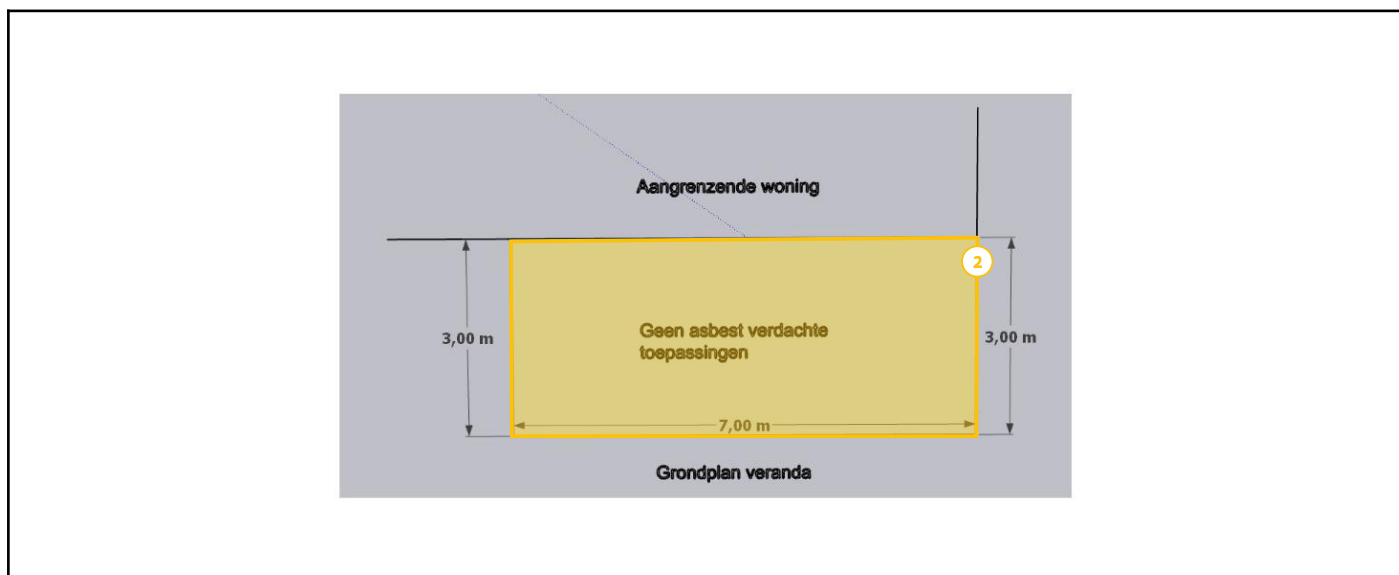 Aangrenzende woning
2
3,00 m
Geen asbest verdachte
toepassingen
3,00 m
7,00 m
Grondplan veranda